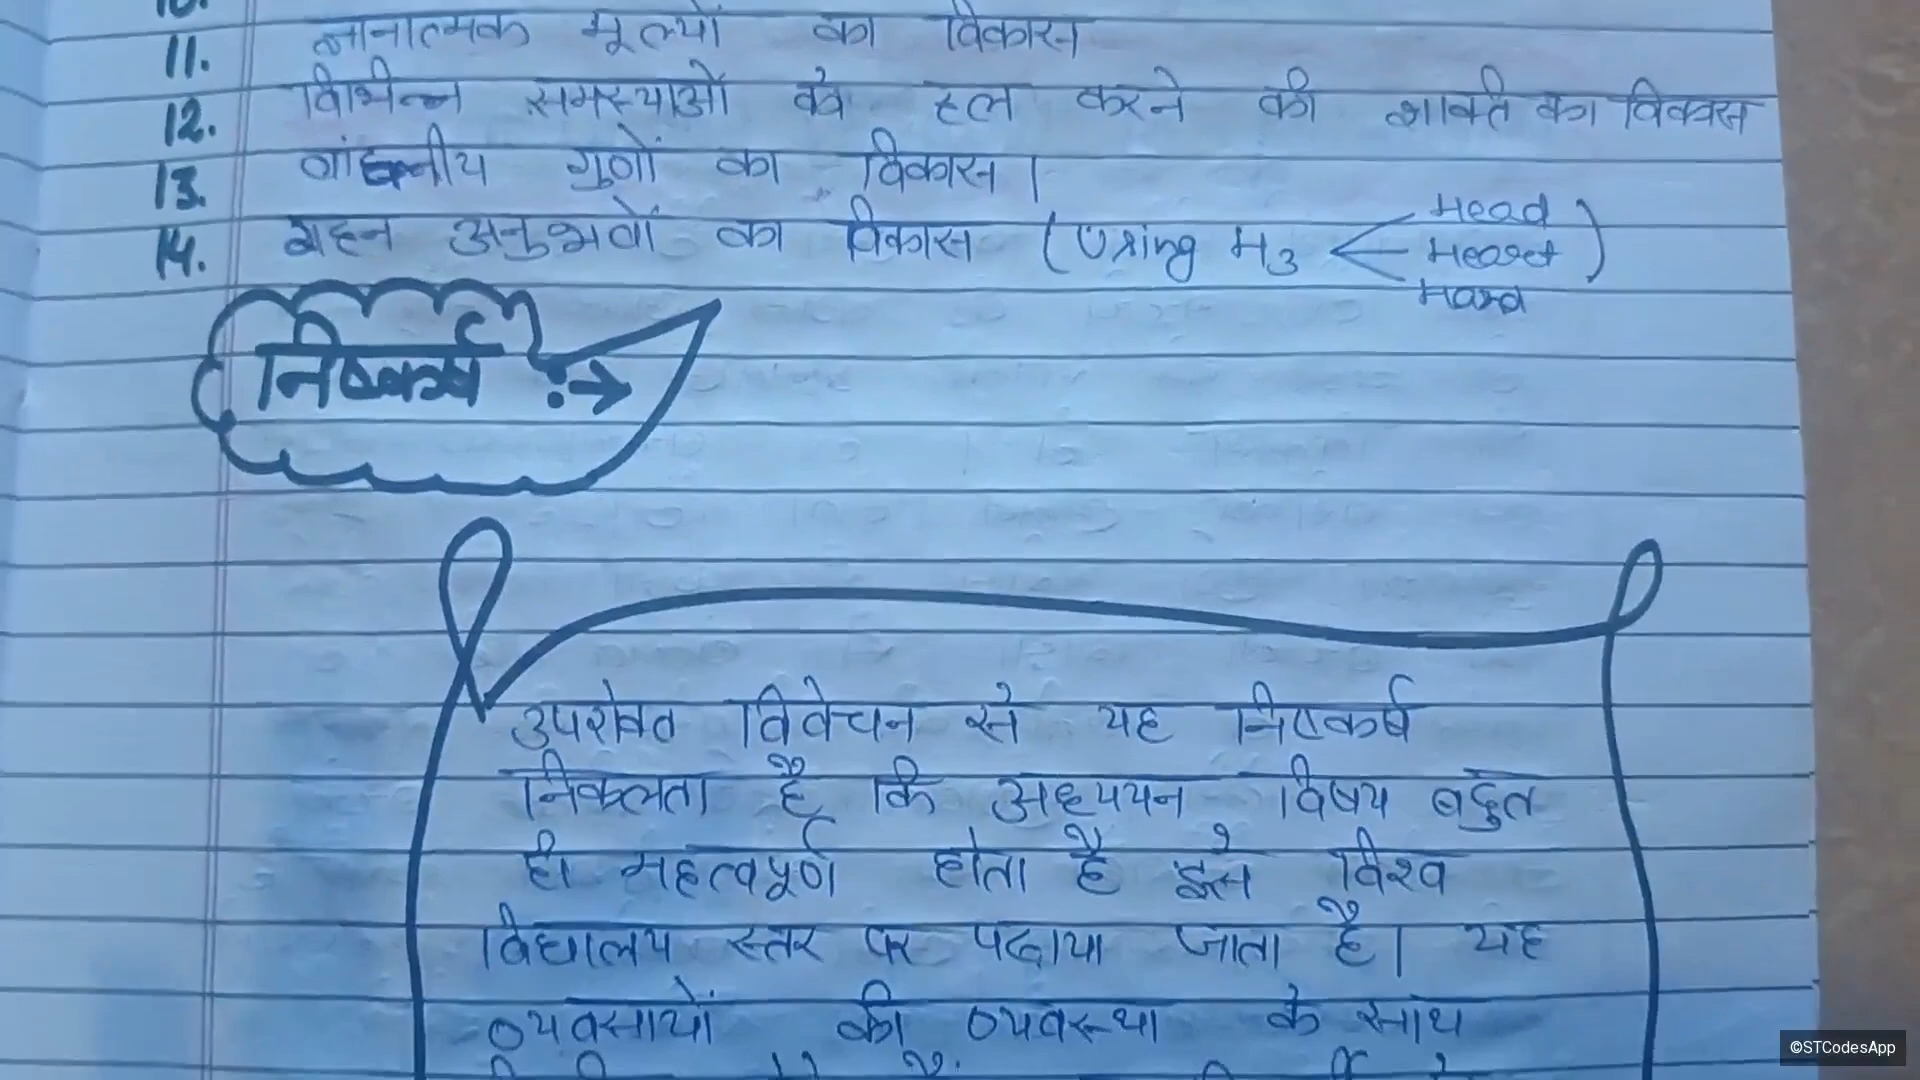 11. ज्ञानात्मक मूल्यों का विकास
12. विभिन्न समस्याओं को हल करने की शक्ति का विकास
13. वांछनीय गुणों का विकास।
14. गहन अनुभवों का विकास (Using H3 < Head
Heart )
Hand
निष्कर्ष :→
उपरोक्त विवेचन से यह निष्कर्ष
निकलता है कि अध्ययन विषय बहुत
ही महत्वपूर्ण होता है इसे विश्व
विद्यालय स्तर पर पढाया जाता है। यह
व्यवसायों की व्यवस्था के साथ
©STCodesApp